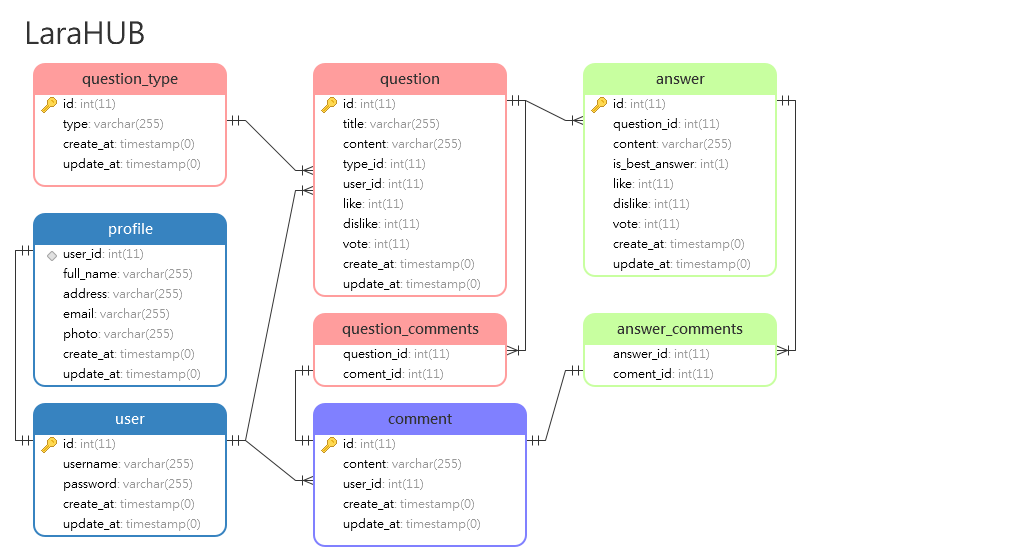 LaraHUB
question_type
id: int(11)
type: varchar(255)
create_at: timestamp(0)
update_at: timestamp(0)
question
id: int(11)
title: varchar(255)
content: varchar(255)
type_id: int(11)
user_id: int(11)
like: int(11)
dislike: int(11)
vote: int(11)
create_at: timestamp(0)
update_at: timestamp(0)
answer
id: int(11)
question_id: int(11)
content: varchar(255)
is_best_answer: int(1)
like: int(11)
dislike: int(11)
vote: int(11)
create_at: timestamp(0)
update_at: timestamp(0)
profile
user_id: int(11)
full_name: varchar(255)
address: varchar(255)
email: varchar(255)
photo: varchar(255)
create_at: timestamp(0)
update_at: timestamp(0)
question_comments
question_id: int(11)
coment_id: int(11)
answer_comments
answer_id: int(11)
coment_id: int(11)
user
id: int(11)
username: varchar(255)
password: varchar(255)
create_at: timestamp(0)
update_at: timestamp(0)
comment
id: int(11)
content: varchar(255)
user_id: int(11)
create_at: timestamp(0)
update_at: timestamp(0)